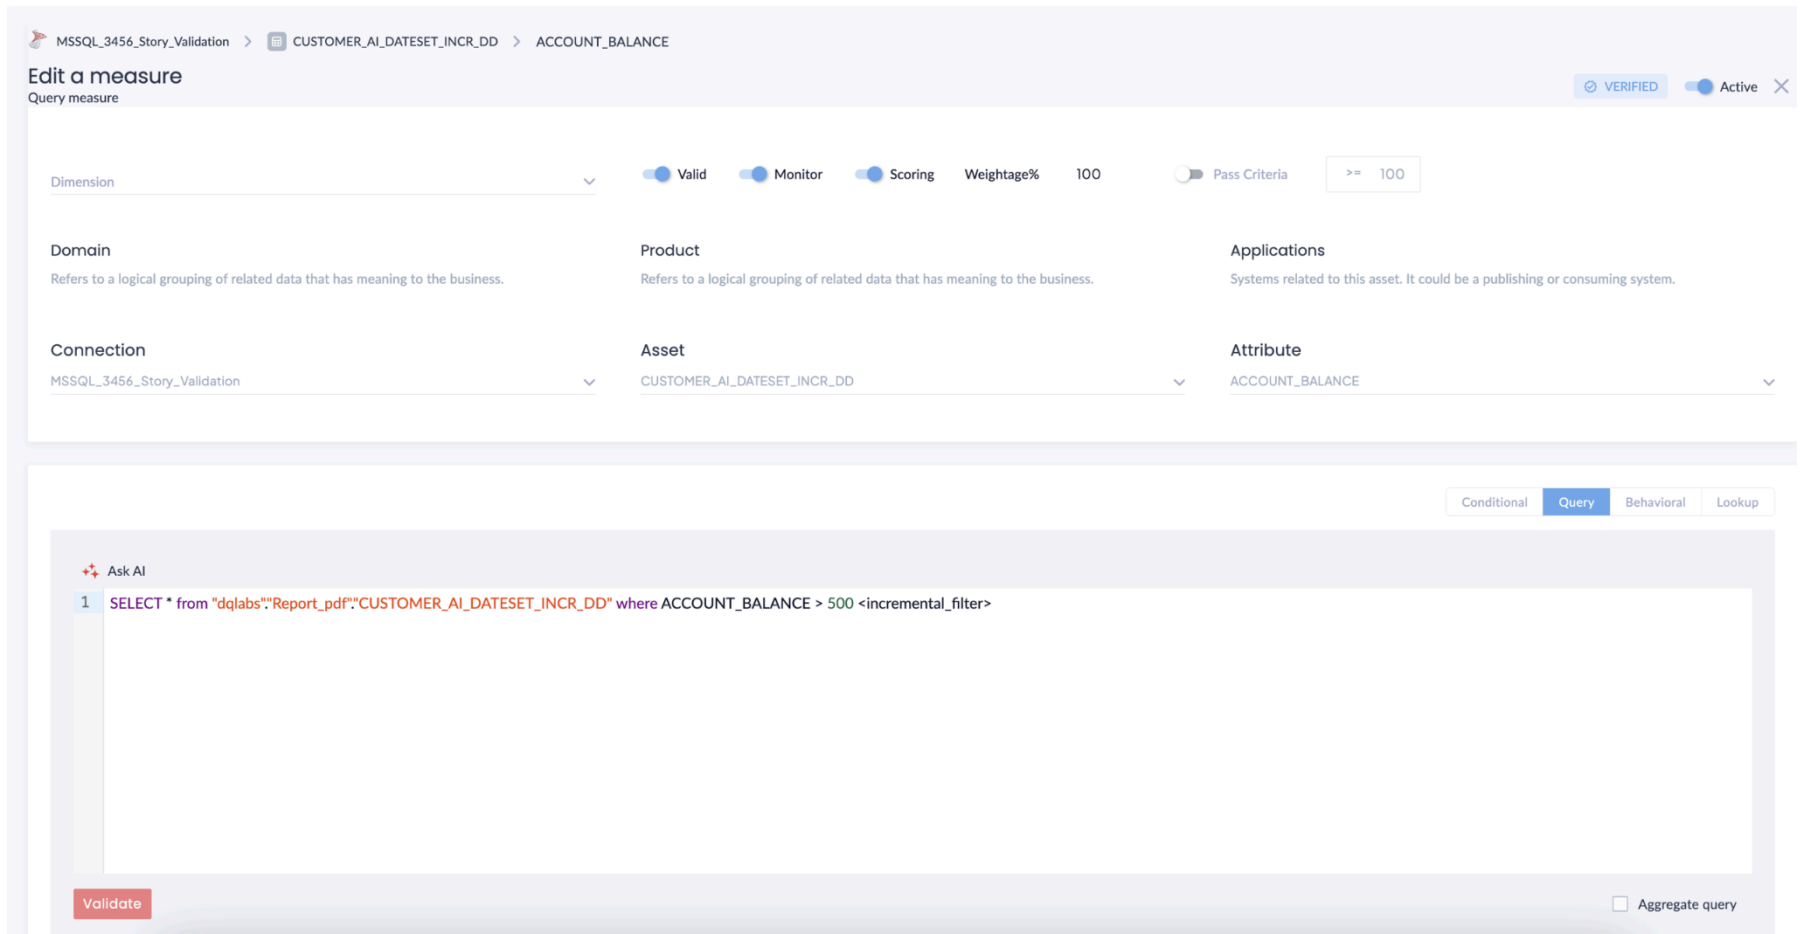 MSSQL_3456_Story_Validation > CUSTOMER_AI_DATESET_INCR_DD > ACCOUNT_BALANCE
Edit a measure
Query measure
VERIFIED Active
Dimension
Valid Monitor Scoring Weightage% 100 Pass Criteria >= 100
Domain Product Applications
Refers to a logical grouping of related data that has meaning to the business. Refers to a logical grouping of related data that has meaning to the business. Systems related to this asset. It could be a publishing or consuming system.
Connection Asset Attribute
MSSQL_3456_Story_Validation CUSTOMER_AI_DATESET_INCR_DD ACCOUNT_BALANCE
Conditional Query Behavioral Lookup
Ask AI
1 SELECT * from "dqlabs"."Report_pdf"."CUSTOMER_AI_DATESET_INCR_DD" where ACCOUNT_BALANCE > 500 <incremental_filter>
Validate Aggregate query